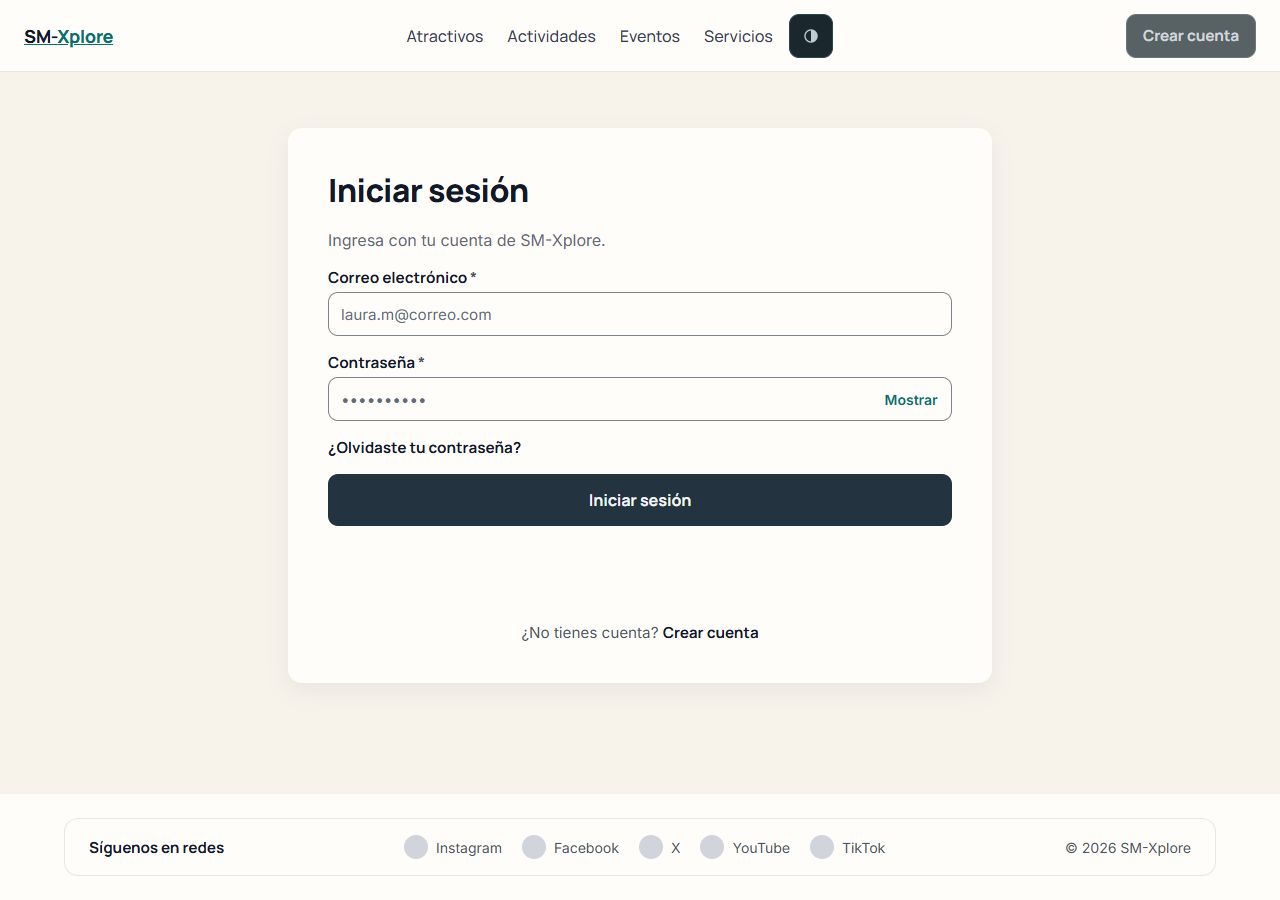 SM-Xplore
Atractivos Actividades Eventos Servicios
Crear cuenta
Iniciar sesión
Ingresa con tu cuenta de SM-Xplore.
Correo electrónico *
laura.m@correo.com
Contraseña *
••••••••••
Mostrar
¿Olvidaste tu contraseña?
Iniciar sesión
¿No tienes cuenta? Crear cuenta
Síguenos en redes
Instagram Facebook X YouTube TikTok
© 2026 SM-Xplore